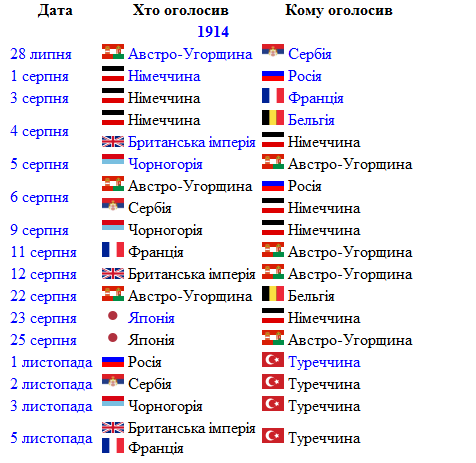 Дата Хто оголосив Кому оголосив
1914
28 липня Австро-Угорщина Сербія
1 серпня Німеччина Росія
3 серпня Німеччина Франція
4 серпня Німеччина Бельгія
Британська імперія Німеччина
5 серпня Чорногорія Австро-Угорщина
6 серпня Австро-Угорщина Росія
Сербія Німеччина
9 серпня Чорногорія Німеччина
11 серпня Франція Австро-Угорщина
12 серпня Британська імперія Австро-Угорщина
22 серпня Австро-Угорщина Бельгія
23 серпня Японія Німеччина
25 серпня Японія Австро-Угорщина
1 листопада Росія Туреччина
2 листопада Сербія Туреччина
3 листопада Чорногорія Туреччина
5 листопада Британська імперія Туреччина
Франція